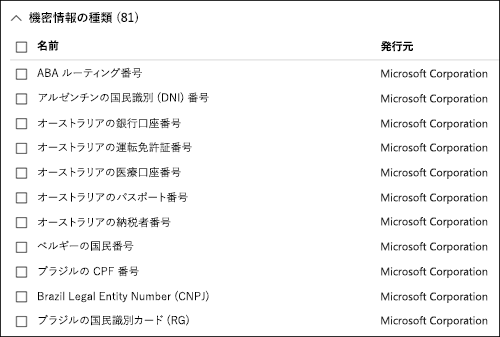 機密情報の種類 (81)
名前 発行元
ABA ルーティング番号 Microsoft Corporation
アルゼンチンの国民識別 (DNI) 番号 Microsoft Corporation
オーストラリアの銀行口座番号 Microsoft Corporation
オーストラリアの運転免許証番号 Microsoft Corporation
オーストラリアの医療口座番号 Microsoft Corporation
オーストラリアのパスポート番号 Microsoft Corporation
オーストラリアの納税者番号 Microsoft Corporation
ベルギーの国民番号 Microsoft Corporation
ブラジルの CPF 番号 Microsoft Corporation
Brazil Legal Entity Number (CNPJ) Microsoft Corporation
ブラジルの国民識別カード (RG) Microsoft Corporation